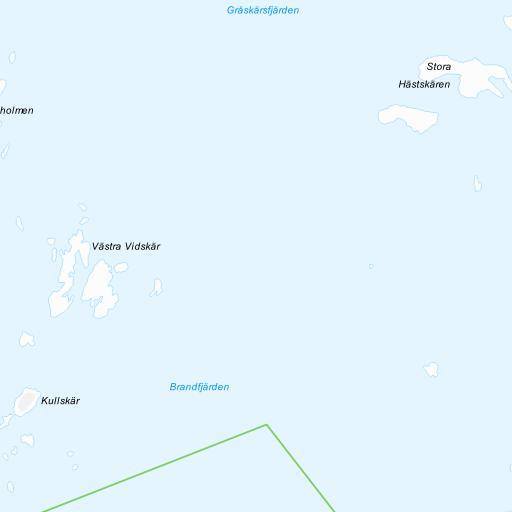 Gråskärsfjärden
Stora
Hästskären
holmen
Västra Vidskär
Brandfjärden
Kullskär